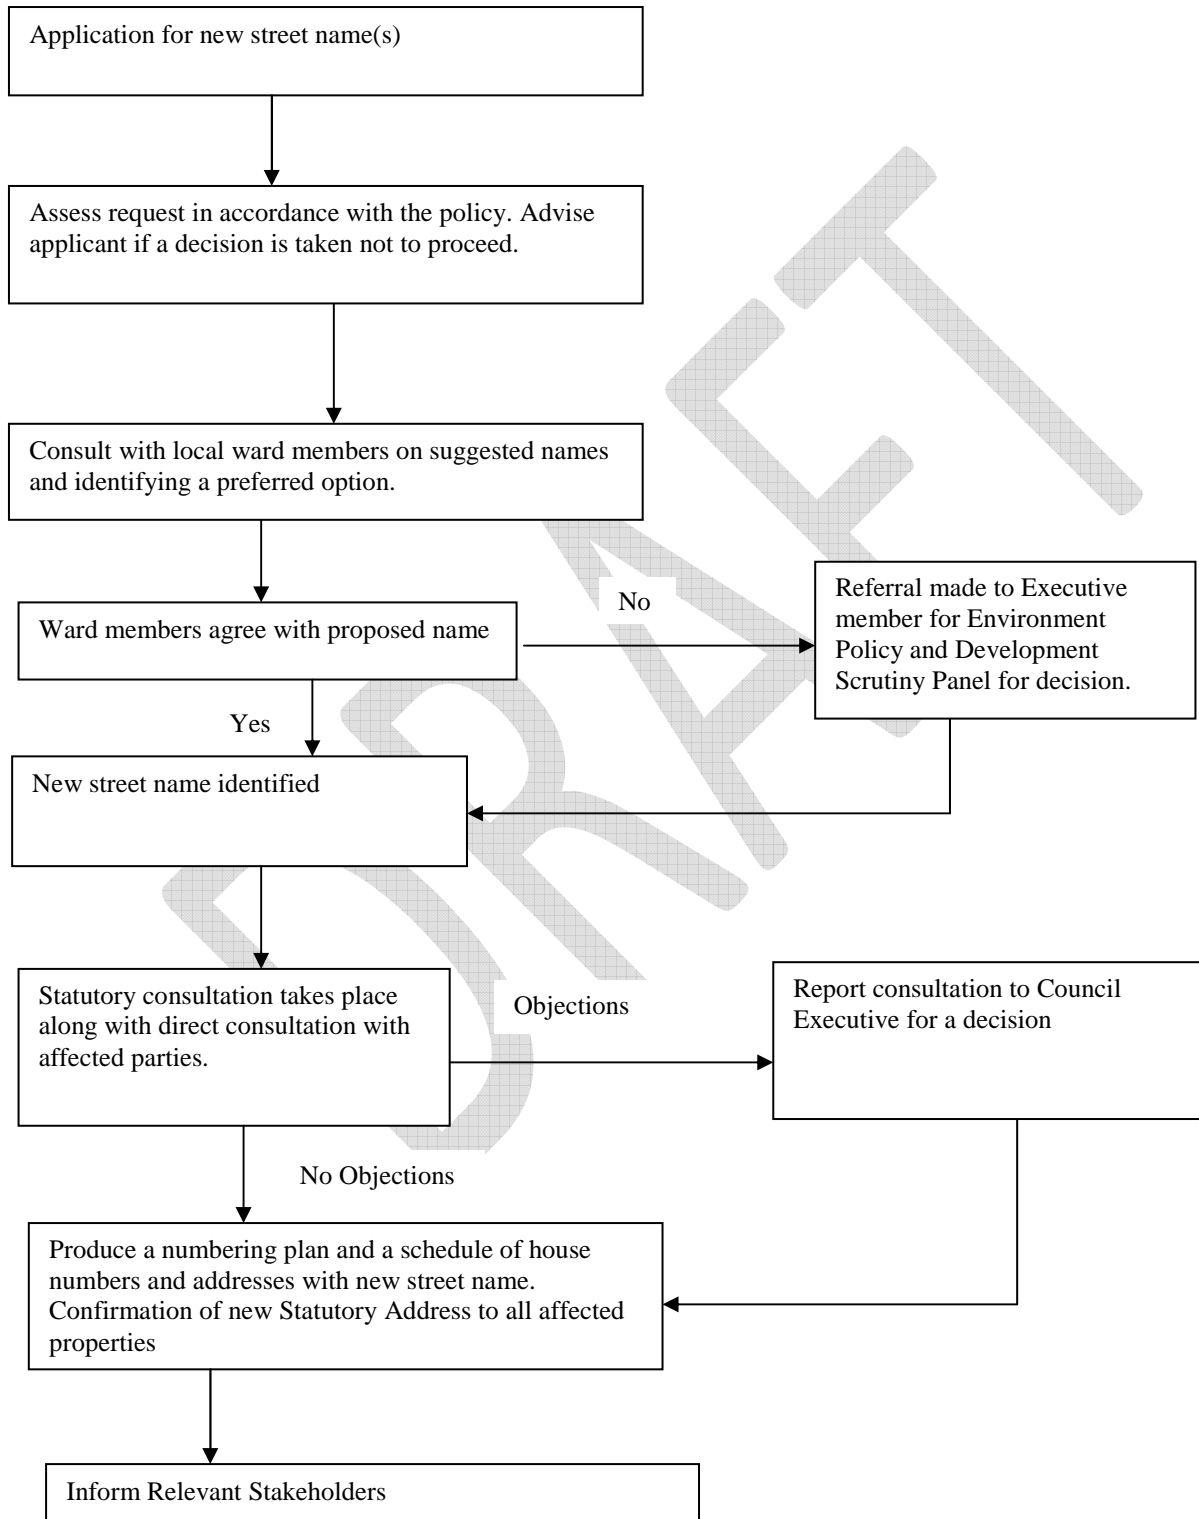 Application for new street name(s)
Assess request in accordance with the policy. Advise
applicant if a decision is taken not to proceed.
Consult with local ward members on suggested names
and identifying a preferred option.
Ward members agree with proposed name
No
Referral made to Executive
member for Environment
Policy and Development
Scrutiny Panel for decision.
Yes
New street name identified
Statutory consultation takes place
along with direct consultation with
affected parties.
Objections
Report consultation to Council
Executive for a decision
No Objections
Produce a numbering plan and a schedule of house
numbers and addresses with new street name.
Confirmation of new Statutory Address to all affected
properties
Inform Relevant Stakeholders
DRAFT